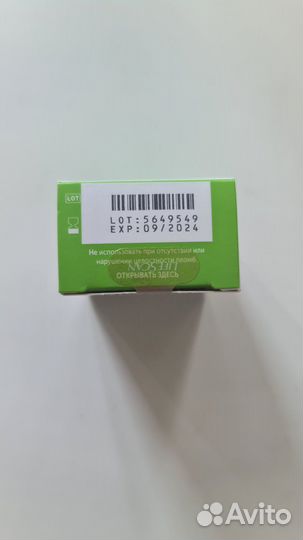 LOT
LOT:5649549
EXP:09/2024
Не использовать при отсутствии или
нарушении целостности пломб.
LIFESCAN
ОТКРЫВАТЬ ЗДЕСЬ
Avito